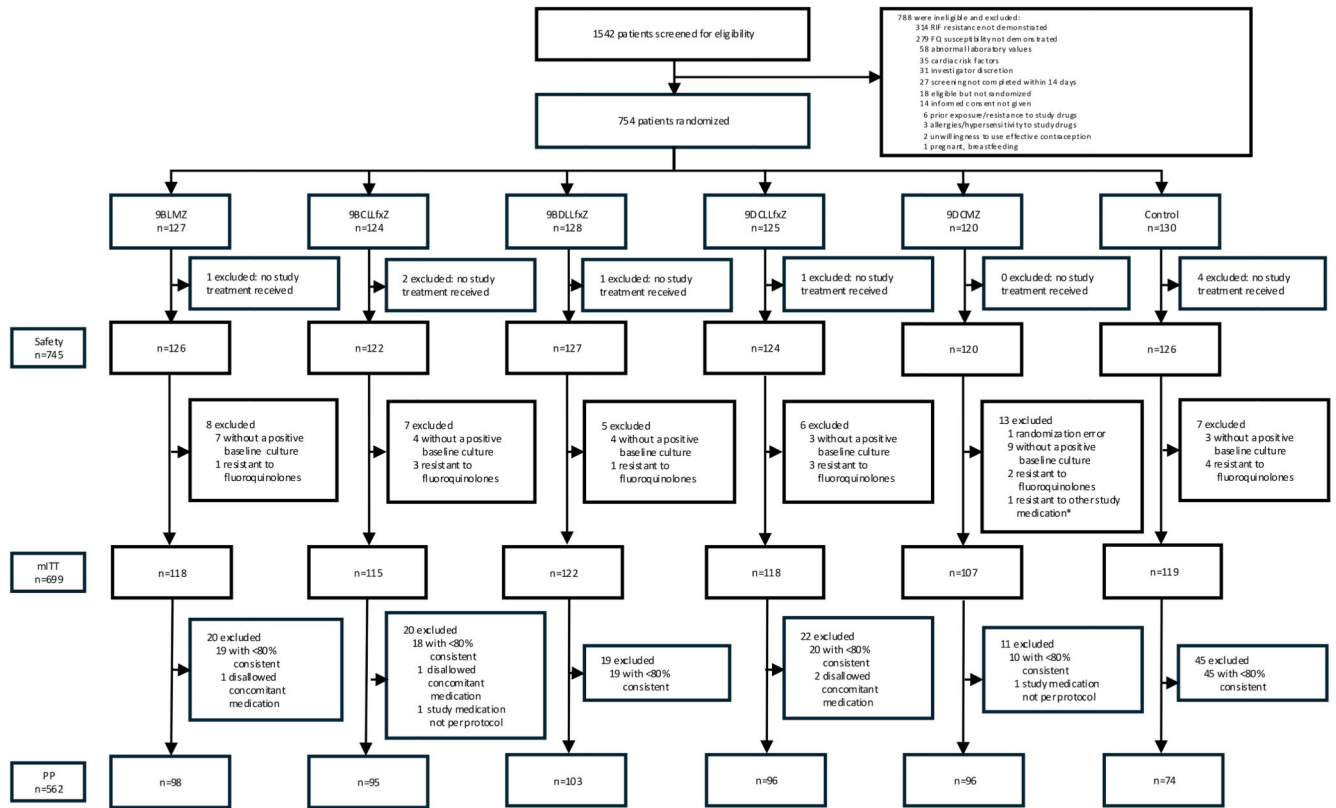 1542 patients screened for eligibility
788 were ineligible and excluded:
314 RIF resistance not demonstrated
279 FQ susceptibility not demonstrated
58 abnormal laboratory values
35 cardiac risk factors
31 investigator discretion
27 screening not completed within 14 days
18 eligible but not randomized
14 informed consent not given
6 prior exposure/resistance to study drugs
3 allergies/hypersensitivity to study drugs
2 unwillingness to use effective contraception
1 pregnant, breastfeeding
754 patients randomized
9BLMZ
n=127
9BCLLfxZ
n=124
9BDLLfxZ
n=128
9DCLLfxZ
n=125
9DCMZ
n=120
Control
n=130
1 excluded: no study
treatment received
2 excluded: no study
treatment received
1 excluded: no study
treatment received
1 excluded: no study
treatment received
0 excluded: no study
treatment received
4 excluded: no study
treatment received
Safety
n=745
n=126
n=122
n=127
n=124
n=120
n=126
8 excluded
7 without a positive
baseline culture
1 resistant to
fluoroquinolones
7 excluded
4 without a positive
baseline culture
3 resistant to
fluoroquinolones
5 excluded
4 without a positive
baseline culture
1 resistant to
fluoroquinolones
6 excluded
3 without a positive
baseline culture
3 resistant to
fluoroquinolones
13 excluded
1 randomization error
9 without a positive
baseline culture
2 resistant to
fluoroquinolones
1 resistant to other study
medication*
7 excluded
3 without a positive
baseline culture
4 resistant to
fluoroquinolones
mITT
n=699
n=118
n=115
n=122
n=118
n=107
n=119
20 excluded
19 with <80%
consistent
1 disallowed
concomitant
medication
20 excluded
18 with <80%
consistent
1 disallowed
concomitant
medication
1 study medication
not per protocol
19 excluded
19 with <80%
consistent
22 excluded
20 with <80%
consistent
2 disallowed
concomitant
medication
11 excluded
10 with <80%
consistent
1 study medication
not per protocol
45 excluded
45 with <80%
consistent
PP
n=562
n=98
n=95
n=103
n=96
n=96
n=74